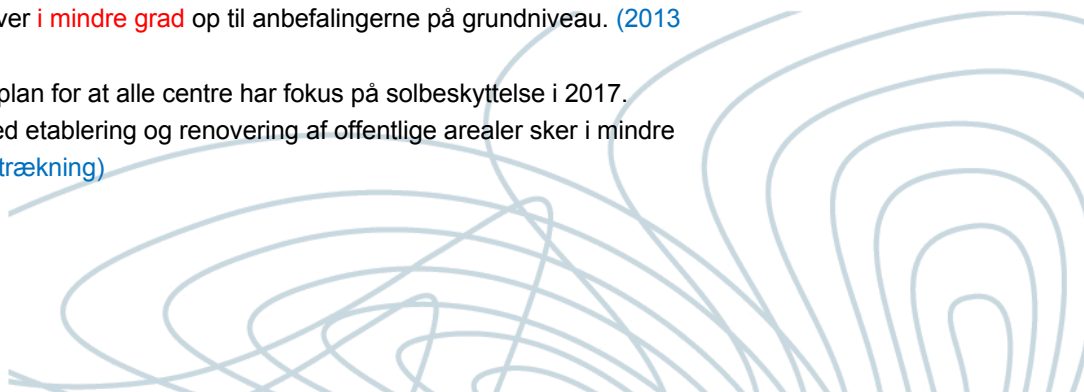 ver i mindre grad op til anbefalingerne på grundniveau. (2013
plan for at alle centre har fokus på solbeskyttelse i 2017.
ed etablering og renovering af offentlige arealer sker i mindre
trækning)